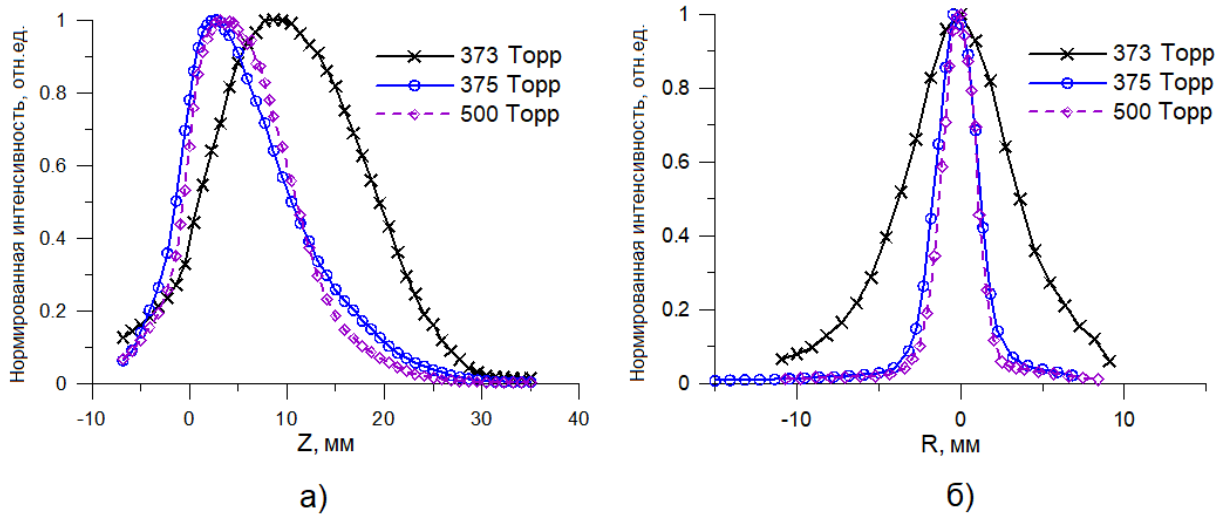 Нормированная интенсивность, отн.ед.
1
0.8
0.6
0.4
0.2
0
-10
0
10
20
30
40
Z, мм
373 Торр
375 Торр
500 Торр
а)
Нормированная интенсивность, отн.ед.
1
0.8
0.6
0.4
0.2
0
-10
0
10
R, мм
373 Торр
375 Торр
500 Торр
б)